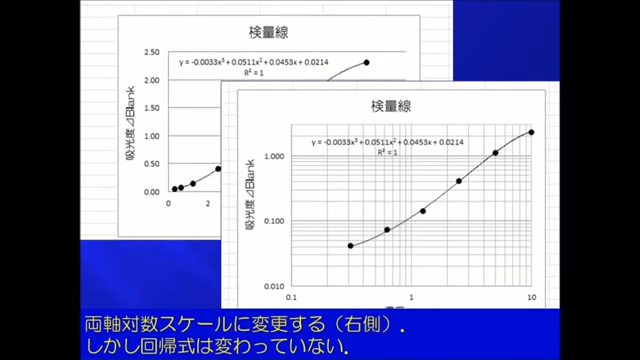 検量線
y = -0.0033x³ + 0.0511x² + 0.0453x + 0.0214
R² = 1
2.50
2.00
1.50
1.00
0.50
0.00
吸光度⊿Blank
0
2
検量線
y = -0.0033x³ + 0.0511x² + 0.0453x + 0.0214
R² = 1
1.000
0.100
0.010
吸光度⊿Blank
0.1
1
10
両軸対数スケールに変更する（右側）．
しかし回帰式は変わっていない．